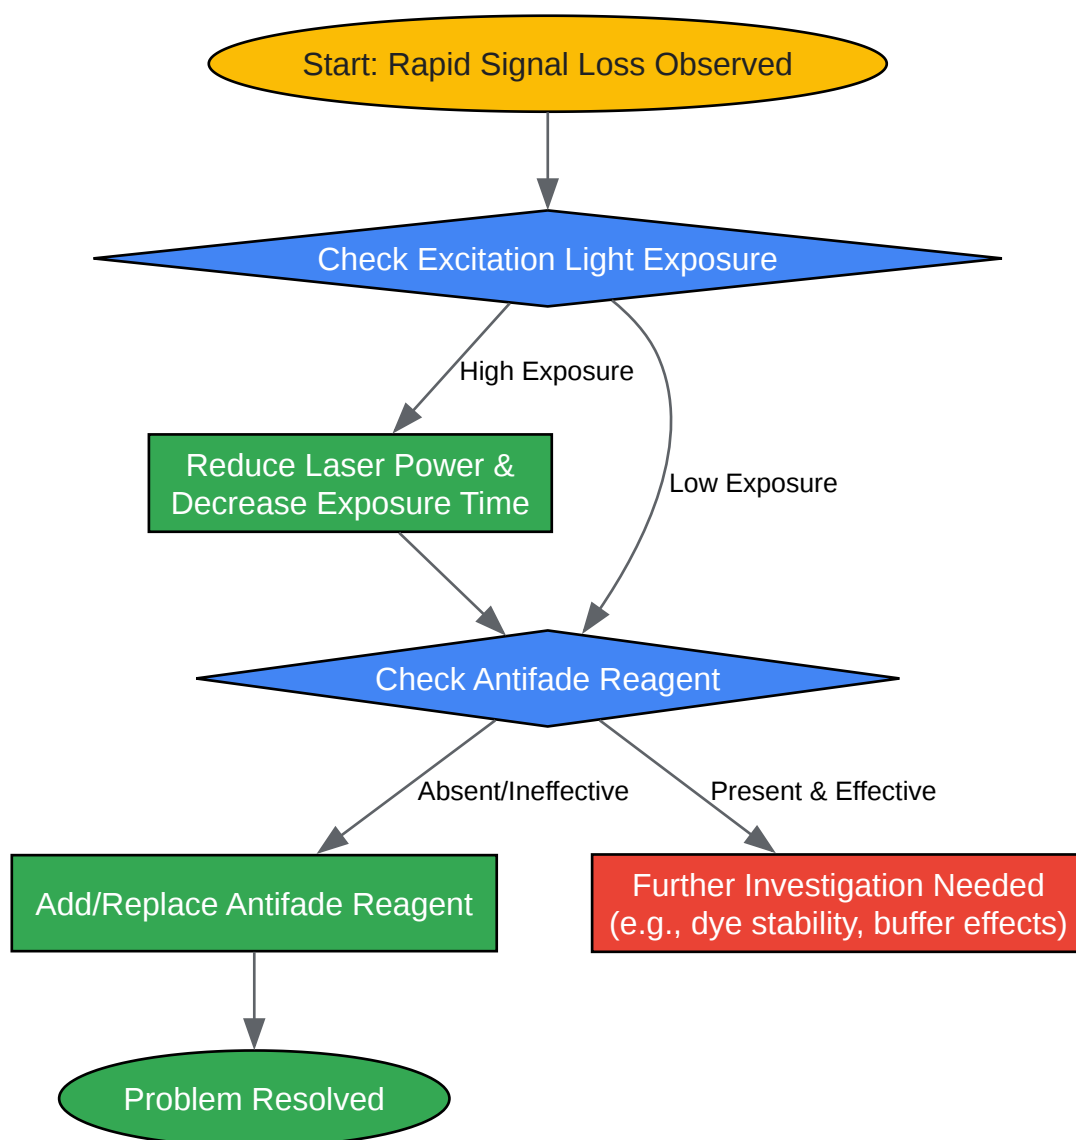 Start: Rapid Signal Loss Observed
Check Excitation Light Exposure
High Exposure
Reduce Laser Power &
Decrease Exposure Time
Low Exposure
Check Antifade Reagent
Absent/Ineffective
Present & Effective
Add/Replace Antifade Reagent
Further Investigation Needed
(e.g., dye stability, buffer effects)
Problem Resolved